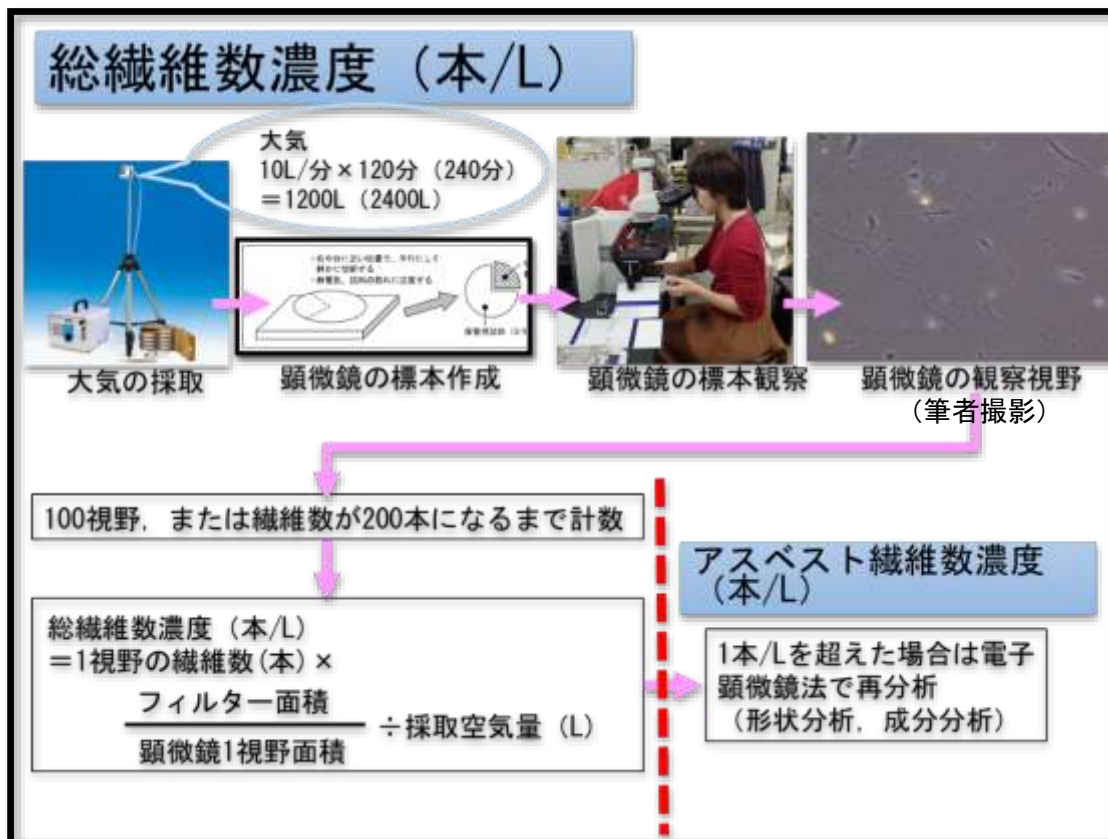 総繊維数濃度（本/L）
大気
10L/分×120分（240分）
＝1200L（2400L）
大気の採取
顕微鏡の標本作成
顕微鏡の標本観察
顕微鏡の観察視野
（筆者撮影）
100視野，または繊維数が200本になるまで計数
総繊維数濃度（本/L）
＝1視野の繊維数(本)×
フィルター面積
顕微鏡1視野面積
÷採取空気量（L）
アスベスト繊維数濃度
（本/L）
1本/Lを超えた場合は電子
顕微鏡法で再分析
（形状分析，成分分析）